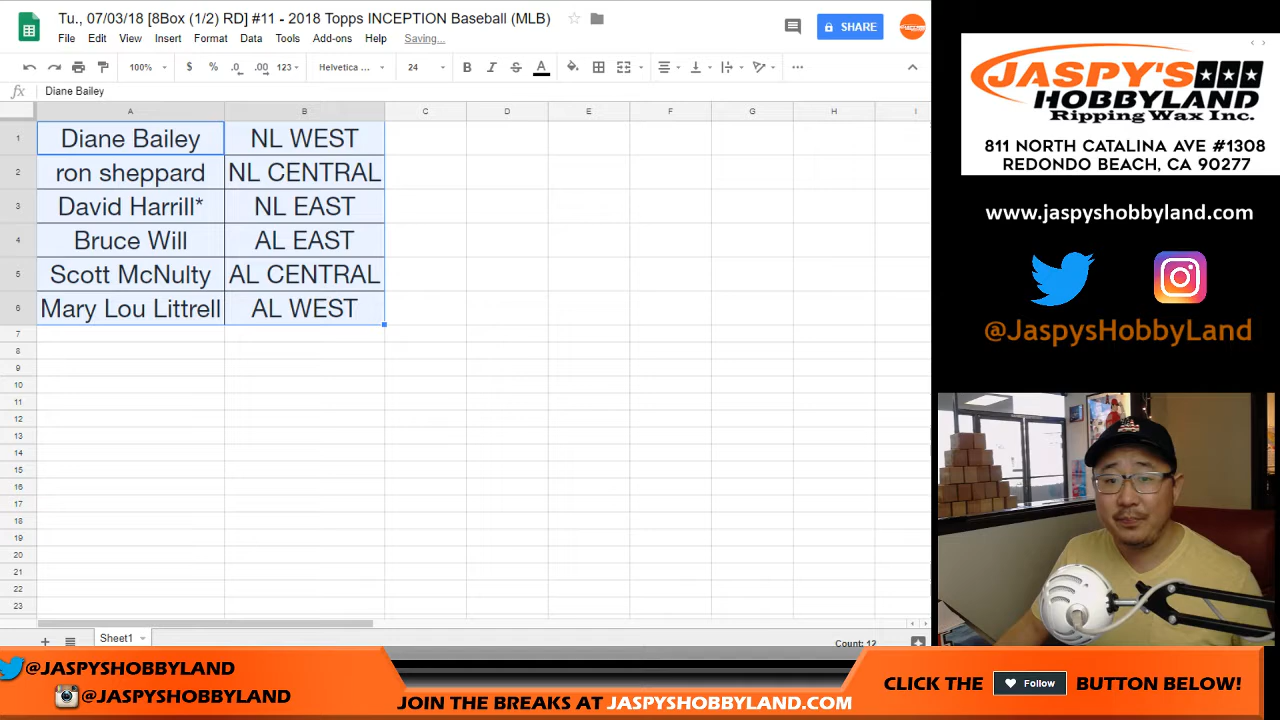 Tu., 07/03/18 [8Box (1/2) RD] #11 - 2018 Topps INCEPTION Baseball (MLB)
File Edit View Insert Format Data Tools Add-ons Help Saving...
SHARE
100% $ % .0 .00 123 Helvetica ... 24 B I S A
fx Diane Bailey
A B C D E F G H I
1 Diane Bailey NL WEST
2 ron sheppard NL CENTRAL
3 David Harrill* NL EAST
4 Bruce Will AL EAST
5 Scott McNulty AL CENTRAL
6 Mary Lou Littrell AL WEST
7
8
9
10
11
12
13
14
15
16
17
18
19
20
21
22
23
Sheet1
Count: 12
JASPY'S
HOBBYLAND
Ripping Wax Inc.
811 NORTH CATALINA AVE #1308
REDONDO BEACH, CA 90277
www.jaspyshobbyland.com
@JaspysHobbyLand
@JASPYSHOBBYLAND
@JASPYSHOBBYLAND
JOIN THE BREAKS AT JASPYSHOBBYLAND.COM
CLICK THE Follow BUTTON BELOW!